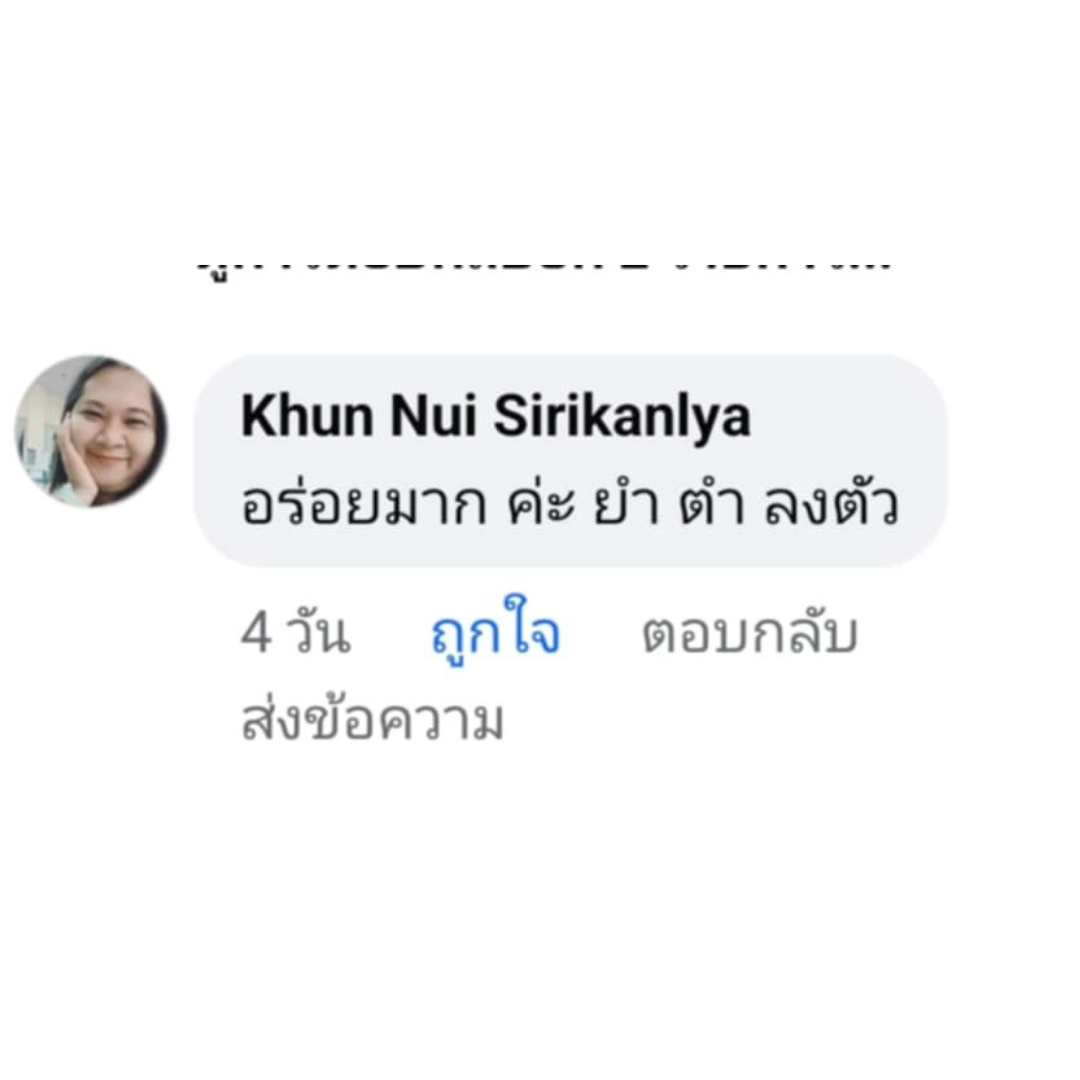 Khun Nui Sirikanlya
อร่อยมาก ค่ะ ยำ ตำ ลงตัว
4 วัน ถูกใจ ตอบกลับ
ส่งข้อความ